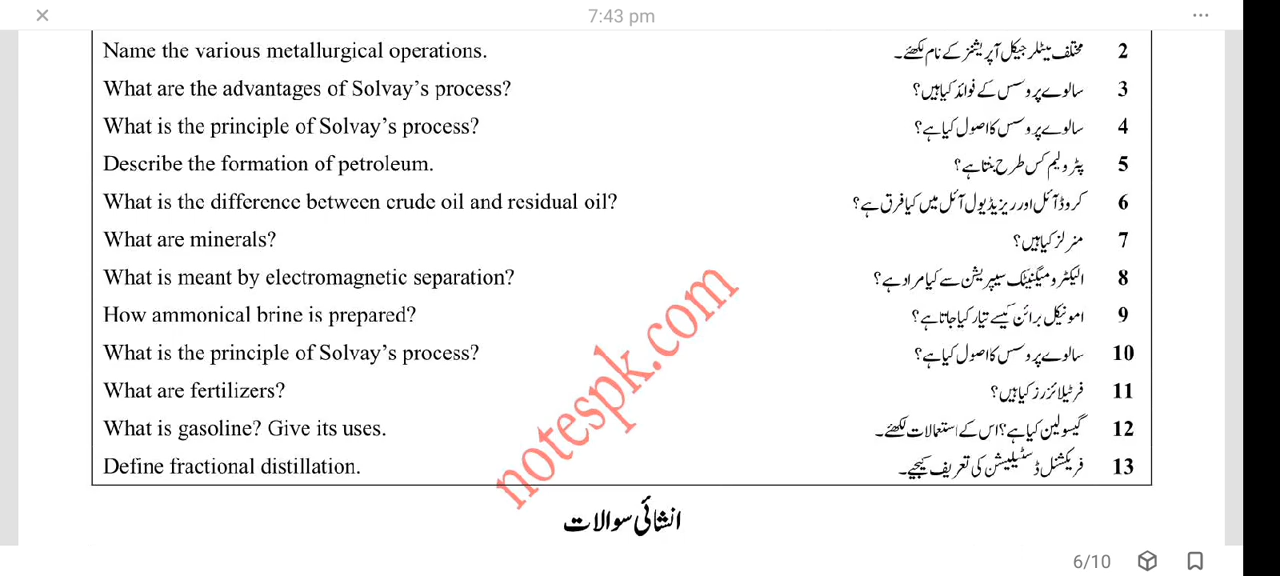 7:43 pm
Name the various metallurgical operations. مختلف میٹلرجیکل آپریشنز کے نام لکھئے۔ 2
What are the advantages of Solvay's process? سالوے پروسس کے فوائد کیا ہیں؟ 3
What is the principle of Solvay's process? سالوے پروسس کا اصول کیا ہے؟ 4
Describe the formation of petroleum. پٹرولیم کس طرح بنتا ہے؟ 5
What is the difference between crude oil and residual oil? کروڈ آئل اور ریزیڈیول آئل میں کیا فرق ہے؟ 6
What are minerals? منرلز کیا ہیں؟ 7
What is meant by electromagnetic separation? الیکٹرومیگنیٹک سیپریشن سے کیا مراد ہے؟ 8
How ammonical brine is prepared? امونیکل برائن کیسے تیار کیا جاتا ہے؟ 9
What is the principle of Solvay's process? سالوے پروسس کا اصول کیا ہے؟ 10
What are fertilizers? فرٹیلائزرز کیا ہیں؟ 11
What is gasoline? Give its uses. گیسولین کیا ہے؟ اس کے استعمالات لکھئے۔ 12
Define fractional distillation. فریکشنل ڈسٹیلیشن کی تعریف کیجیے۔ 13
notespk.com
انشائی سوالات
6/10